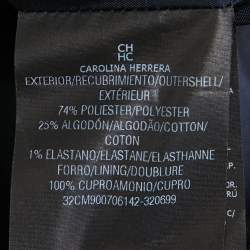 CH
HC
CAROLINA HERRERA
EXTERIOR/RECUBRIMIENTO/OUTERSHELL/
EXTÉRIEUR
74% POLIESTER/POLYESTER
25% ALGODÓN/ALGODÃO/COTTON/
COTON
1% ELASTANO/ELASTANE/ELASTHANNE
FORRO/LINING/DOUBLURE
100% CUPROAMONIO/CUPRO
32CM900706142-320699